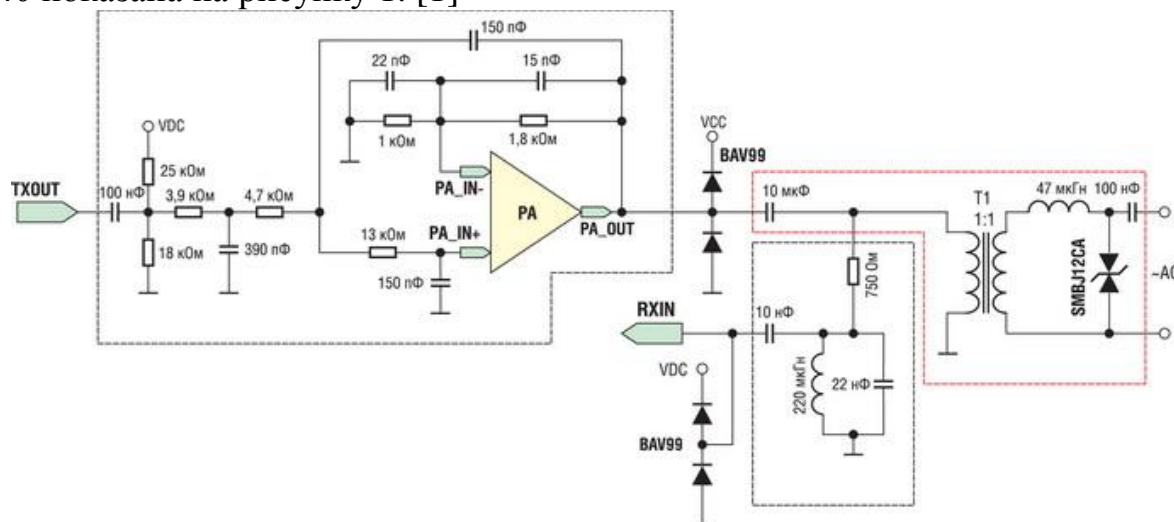 показана на рисунку 1. [1]
150 пФ
22 пФ
15 пФ
1 кОм
1,8 кОм
VDC
VCC
BAV99
25 кОм
TXOUT
100 нФ
3,9 кОм
4,7 кОм
PA_IN-
PA
PA_OUT
10 мкФ
T1
1:1
47 мкГн
100 нФ
18 кОм
390 пФ
13 кОм
PA_IN+
150 пФ
750 Ом
SMBJ12CA
~AC
RXIN
10 нФ
VDC
220 мкГн
22 нФ
BAV99